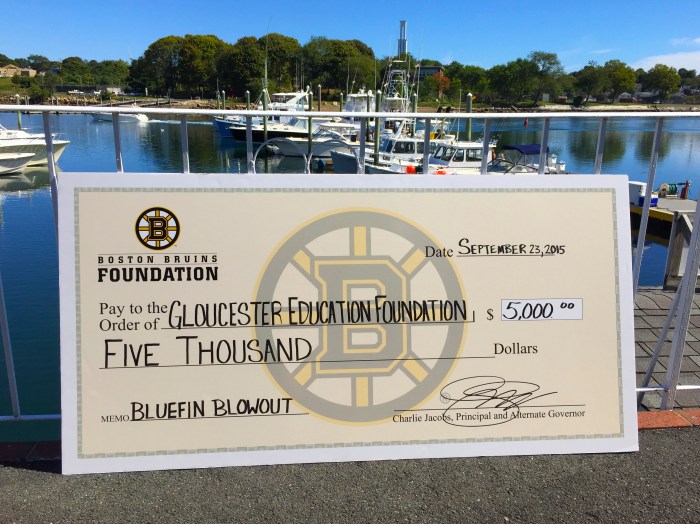 B
BOSTON BRUINS
FOUNDATION
Date SEPTEMBER 23, 2015
Pay to the
Order of GLOUCESTER EDUCATION FOUNDATION $ 5,000 00
FIVE THOUSAND Dollars
B
MEMO BLUEFIN BLOWOUT
Charlie Jacobs, Principal and Alternate Governor